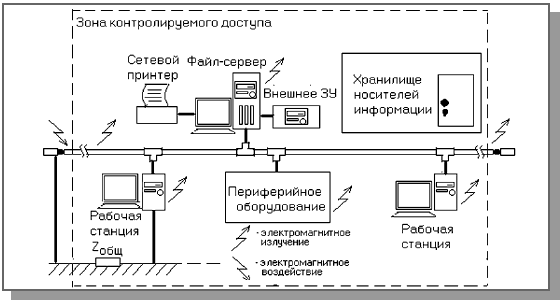 Зона контролируемого доступа
Сетевой
принтер
Файл-сервер
Внешнее ЗУ
Хранилище
носителей
информации
Рабочая
станция
Периферийное
оборудование
Рабочая
станция
Zобщ
- электромагнитное
излучение
- электромагнитное
воздействие